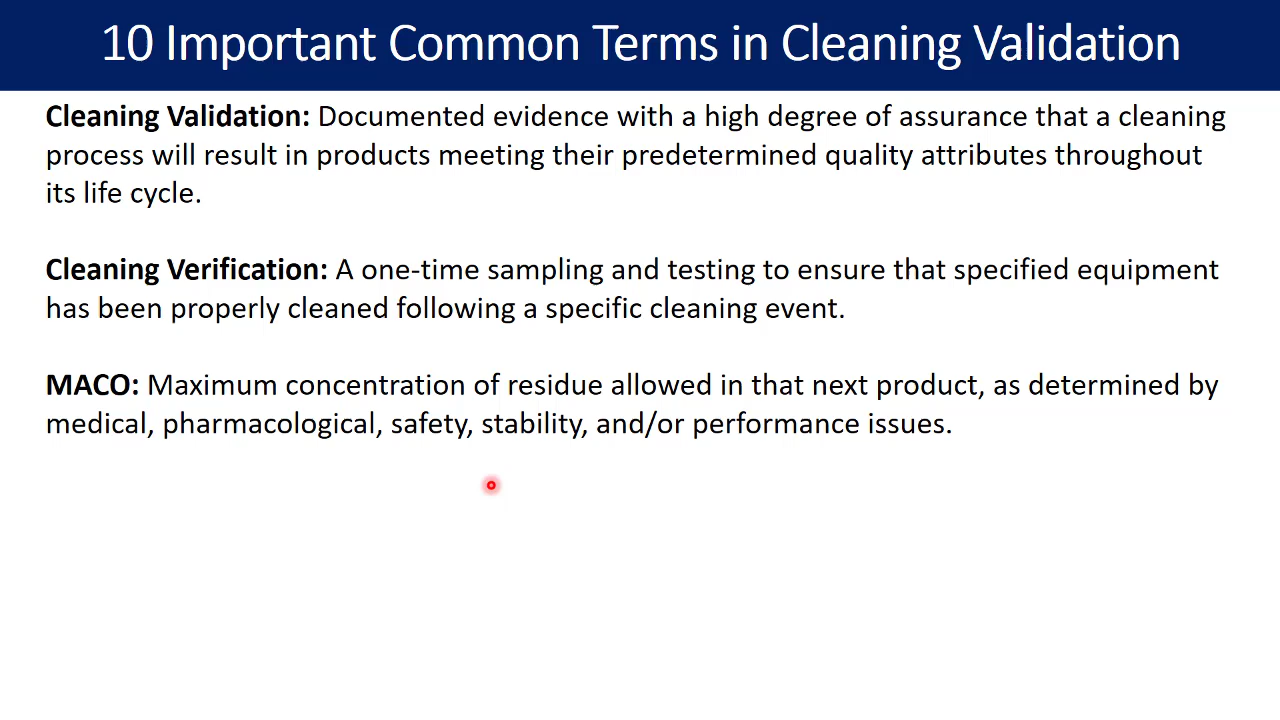 10 Important Common Terms in Cleaning Validation
Cleaning Validation: Documented evidence with a high degree of assurance that a cleaning
process will result in products meeting their predetermined quality attributes throughout
its life cycle.
Cleaning Verification: A one-time sampling and testing to ensure that specified equipment
has been properly cleaned following a specific cleaning event.
MACO: Maximum concentration of residue allowed in that next product, as determined by
medical, pharmacological, safety, stability, and/or performance issues.